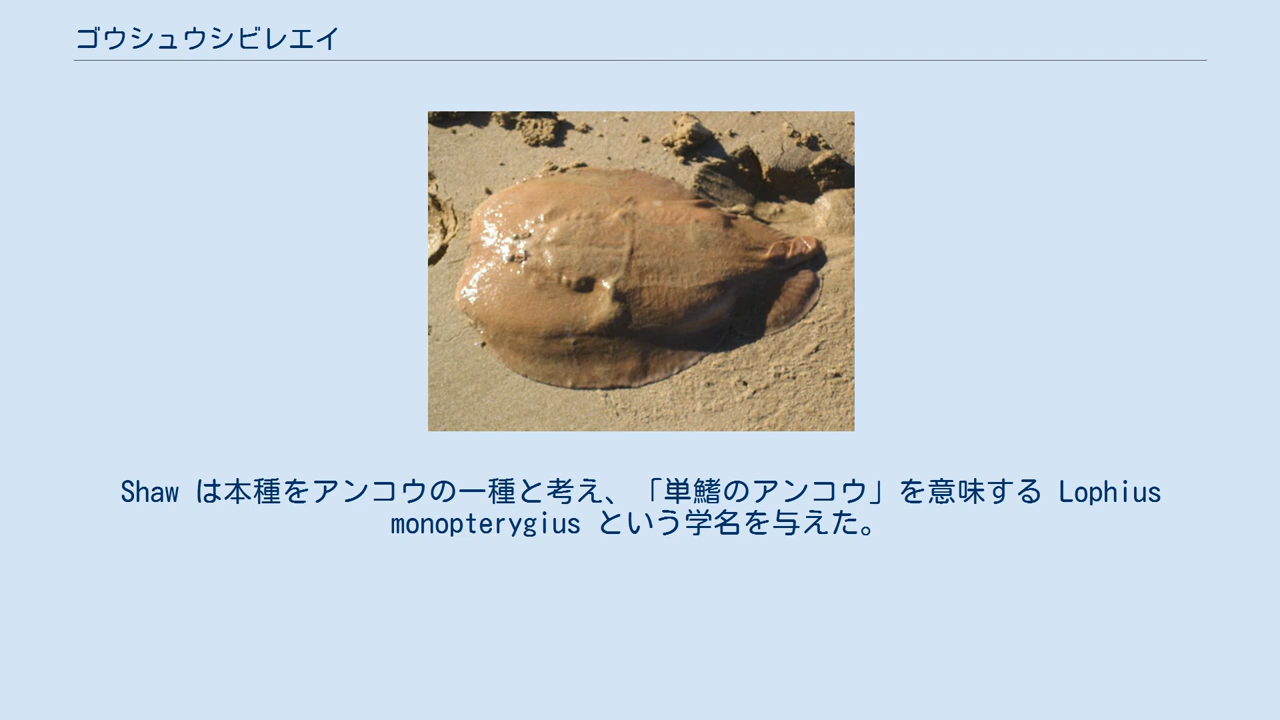 ゴウシュウシビレエイ
Shaw は本種をアンコウの一種と考え、「単鰭のアンコウ」を意味する Lophius
monopterygius という学名を与えた。